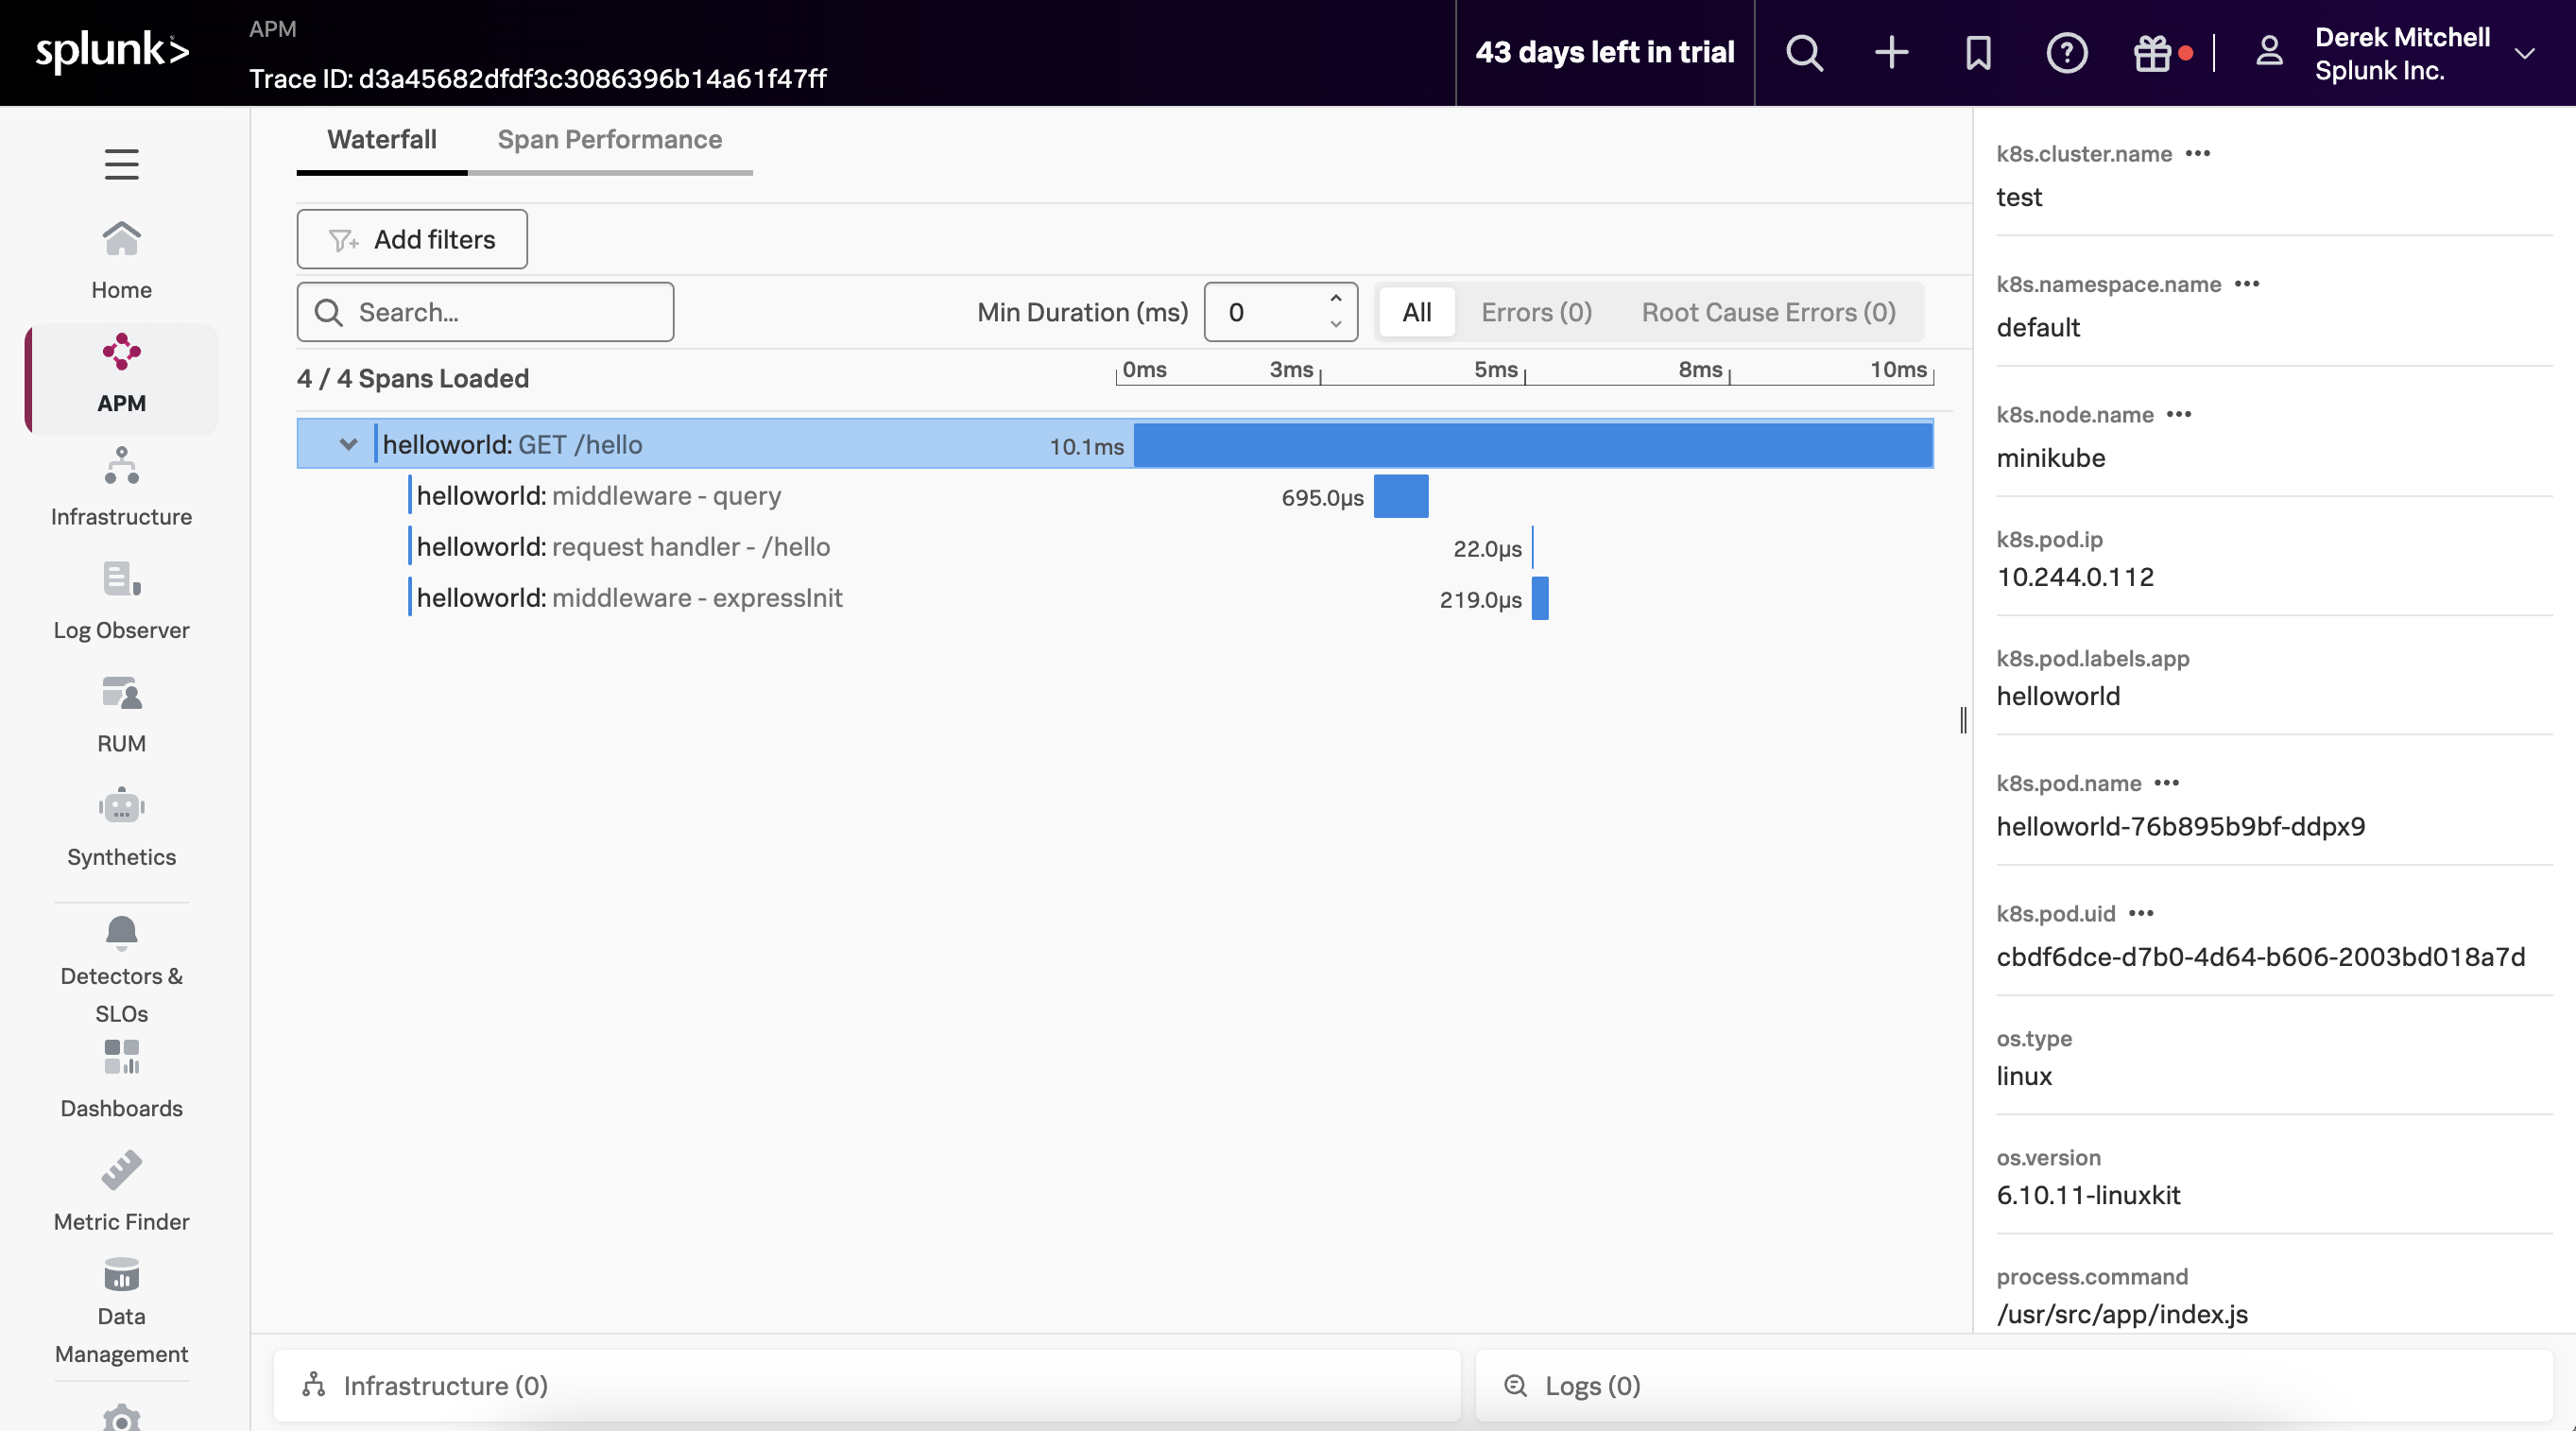 splunk>
APM
Trace ID: d3a45682dfdf3c3086396b14a61f47ff
43 days left in trial
Derek Mitchell
Splunk Inc.
Home
APM
Infrastructure
Log Observer
RUM
Synthetics
Detectors &
SLOs
Dashboards
Metric Finder
Data
Management
Waterfall
Span Performance
Add filters
Search...
Min Duration (ms)
0
All
Errors (0)
Root Cause Errors (0)
4 / 4 Spans Loaded
0ms 3ms 5ms 8ms 10ms
helloworld: GET /hello 10.1ms
helloworld: middleware - query 695.0µs
helloworld: request handler - /hello 22.0µs
helloworld: middleware - expressInit 219.0µs
k8s.cluster.name •••
test
k8s.namespace.name •••
default
k8s.node.name •••
minikube
k8s.pod.ip
10.244.0.112
k8s.pod.labels.app
helloworld
k8s.pod.name •••
helloworld-76b895b9bf-ddpx9
k8s.pod.uid •••
cbdf6dce-d7b0-4d64-b606-2003bd018a7d
os.type
linux
os.version
6.10.11-linuxkit
process.command
/usr/src/app/index.js
Infrastructure (0)
Logs (0)